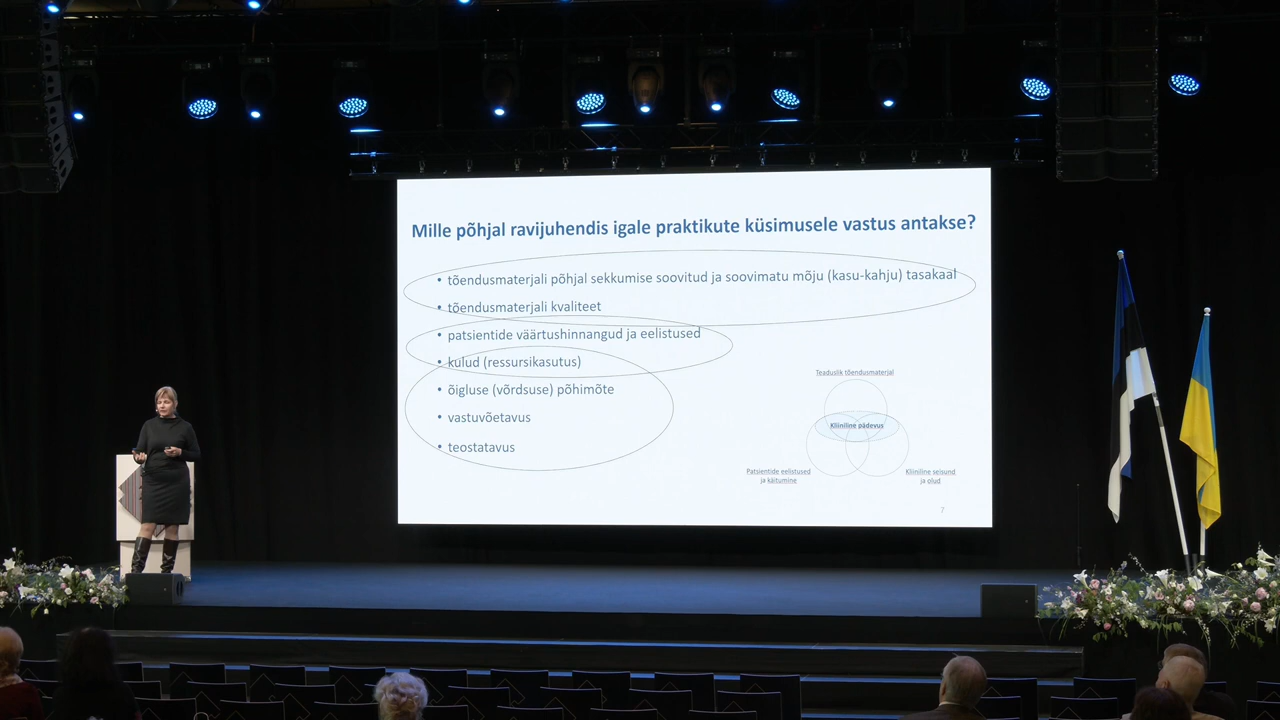 Mille põhjal ravijuhendis igale praktikute küsimusele vastus antakse?
• tõendusmaterjali põhjal sekkumise soovitud ja soovimatu mõju (kasu-kahju) tasakaal
• tõendusmaterjali kvaliteet
• patsientide väärtushinnangud ja eelistused
• kulud (ressursikasutus)
• õigluse (võrdsuse) põhimõte
• vastuvõetavus
• teostatavus
Teaduslik tõendusmaterjal
Kliiniline pädevus
Patsientide eelistused
ja käitumine
Kliiniline seisund
ja olud
7